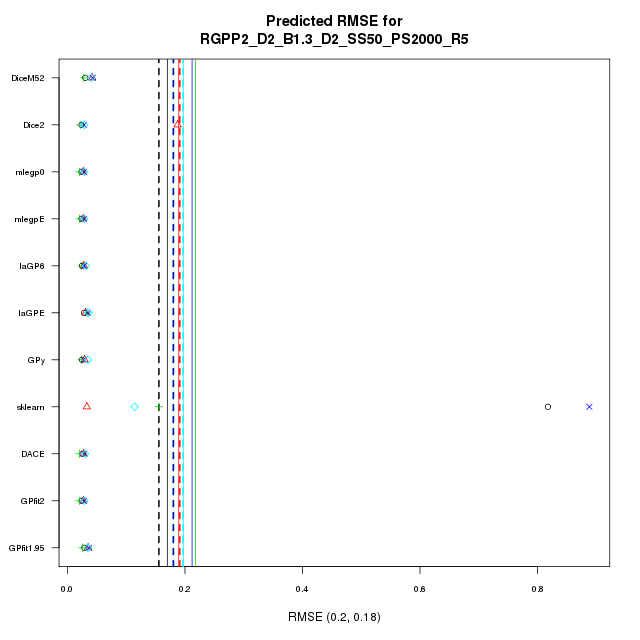 Predicted RMSE for
RGPP2_D2_B1.3_D2_SS50_PS2000_R5
DiceM52
Dice2
mlegp0
mlegpE
laGP6
laGPE
GPy
sklearn
DACE
GPfit2
GPfit1.95
0.0 0.2 0.4 0.6 0.8
RMSE (0.2, 0.18)